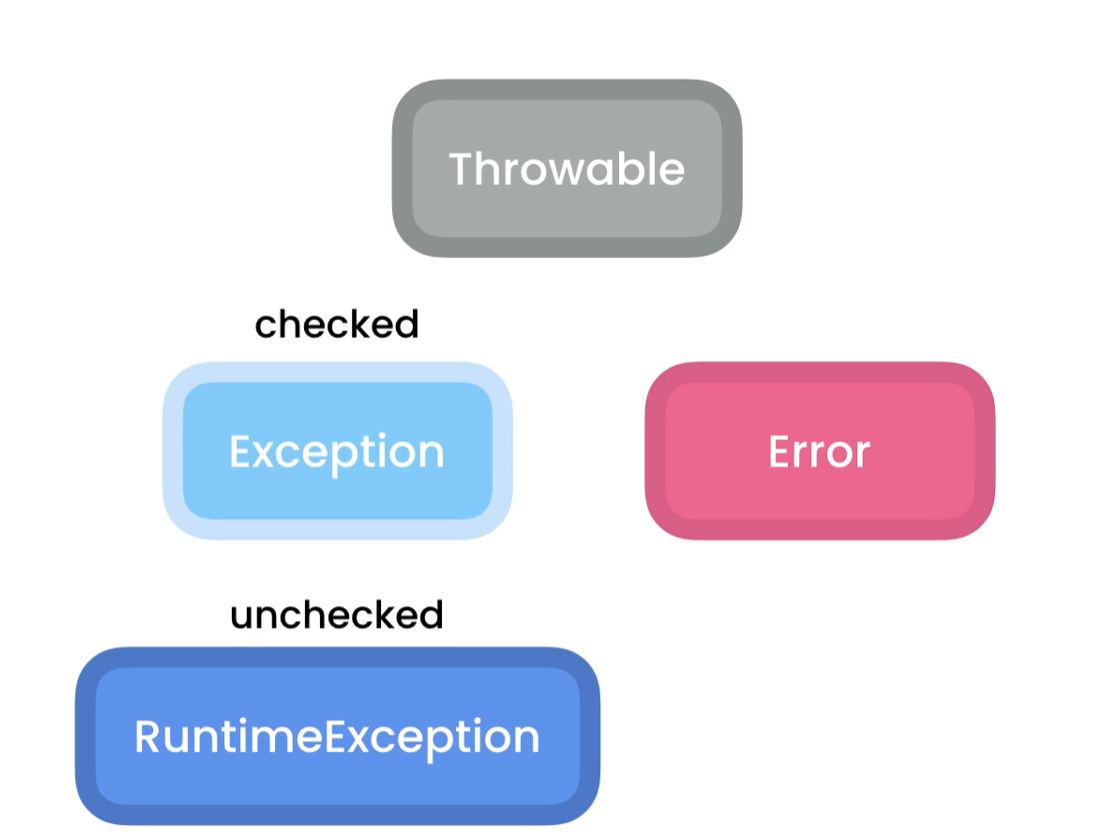 Throwable
checked
Exception
Error
unchecked
RuntimeException